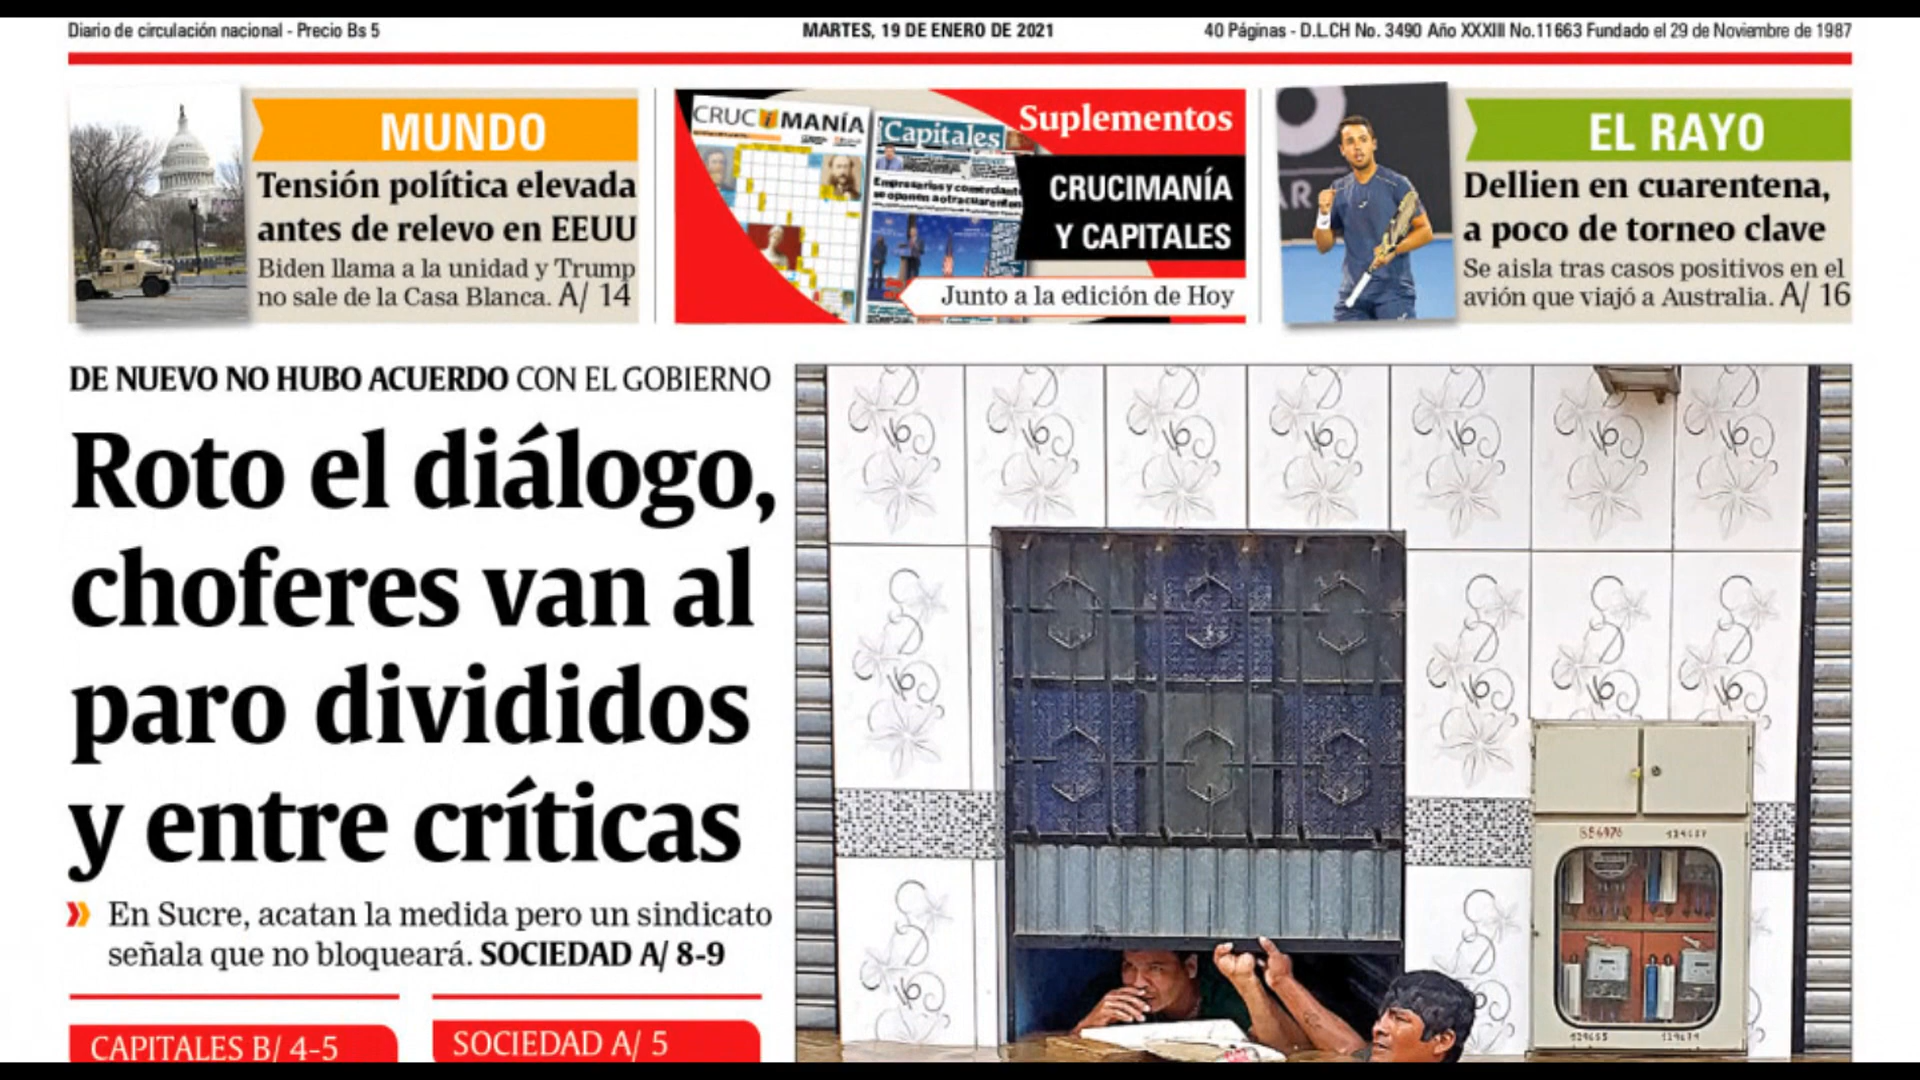 Diario de circulación nacional - Precio Bs 5
MARTES, 19 DE ENERO DE 2021
40 Páginas - D.L.CH No. 3490 Año XXXIII No.11663 Fundado el 29 de Noviembre de 1987
MUNDO
Tensión política elevada
antes de relevo en EEUU
Biden llama a la unidad y Trump
no sale de la Casa Blanca. A/ 14
CRUCIMANÍA
Capitales
Empresarios y comerciantes
se oponen a otra cuarentena
Suplementos
CRUCIMANÍA
Y CAPITALES
Junto a la edición de Hoy
EL RAYO
Dellien en cuarentena,
a poco de torneo clave
Se aisla tras casos positivos en el
avión que viajó a Australia. A/ 16
DE NUEVO NO HUBO ACUERDO CON EL GOBIERNO
Roto el diálogo,
choferes van al
paro divididos
y entre críticas
En Sucre, acatan la medida pero un sindicato
señala que no bloqueará. SOCIEDAD A/ 8-9
CAPITALES B/ 4-5
SOCIEDAD A/ 5